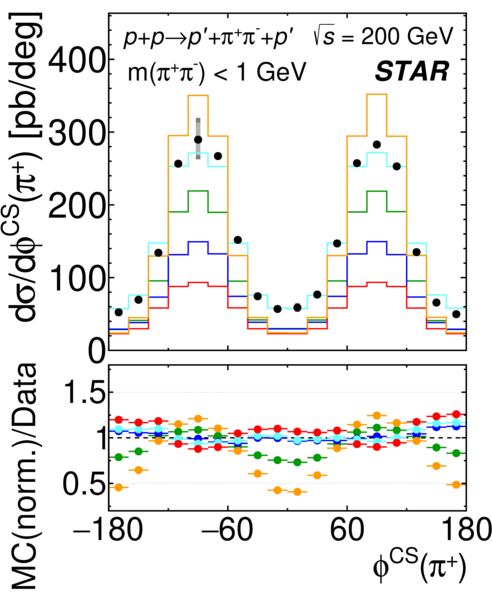 p+p→p′+π⁺π⁻+p′ √s = 200 GeV
m(π⁺π⁻) < 1 GeV STAR
dσ/dϕ^CS(π⁺) [pb/deg]
400
300
200
100
0
MC(norm.)/Data
1.5
1
0.5
−180 −60 60 180
ϕ^CS(π⁺)